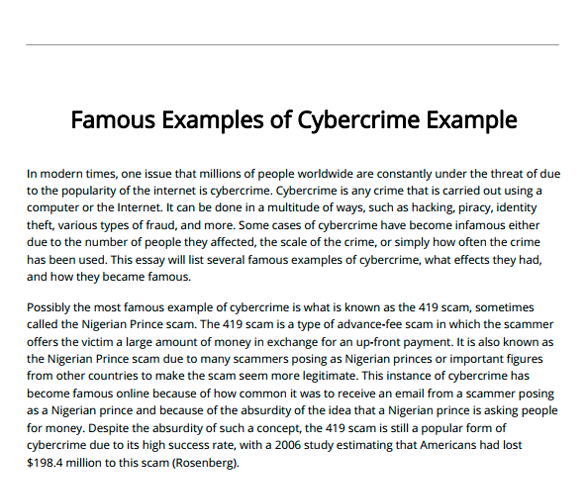 Famous Examples of Cybercrime Example
In modern times, one issue that millions of people worldwide are constantly under the threat of due
to the popularity of the internet is cybercrime. Cybercrime is any crime that is carried out using a
computer or the Internet. It can be done in a multitude of ways, such as hacking, piracy, identity
theft, various types of fraud, and more. Some cases of cybercrime have become infamous either
due to the number of people they affected, the scale of the crime, or simply how often the crime
has been used. This essay will list several famous examples of cybercrime, what effects they had,
and how they became famous.
Possibly the most famous example of cybercrime is what is known as the 419 scam, sometimes
called the Nigerian Prince scam. The 419 scam is a type of advance-fee scam in which the scammer
offers the victim a large amount of money in exchange for an up-front payment. It is also known as
the Nigerian Prince scam due to many scammers posing as Nigerian princes or important figures
from other countries to make the scam seem more legitimate. This instance of cybercrime has
become famous online because of how common it was to receive an email from a scammer posing
as a Nigerian prince and because of the absurdity of the idea that a Nigerian prince is asking people
for money. Despite the absurdity of such a concept, the 419 scam is still a popular form of
cybercrime due to its high success rate, with a 2006 study estimating that Americans had lost
$198.4 million to this scam (Rosenberg).